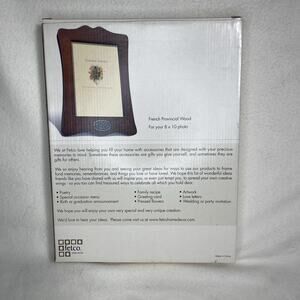 French Provincial Wood
For your 8 x 10 photo
We at Fetco love helping you fill your home with accessories that are designed with your precious
memories in mind. Sometimes these accessories are gifts you give yourself, and sometimes they are
gifts for others.
We so enjoy hearing from you and seeing your great ideas for ways to use our products to frame
fond memories, remembrances, and things you love or have loved. We hope this list of wonderful ideas
friends like you have shared with us will inspire you, or even just tempt you, to spread your own creative
wings - so you too can find treasured ways to celebrate all which you hold dear.
• Poetry • Family recipe • Artwork
• Special occasion menu • Greeting card • Love letters
• Birth or graduation announcement • Pressed flowers • Wedding or party invitation
We hope you will enjoy your own very special and very unique creation.
We'd love to hear your ideas. Please come visit us at www.fetcohomedecor.com.
fetco